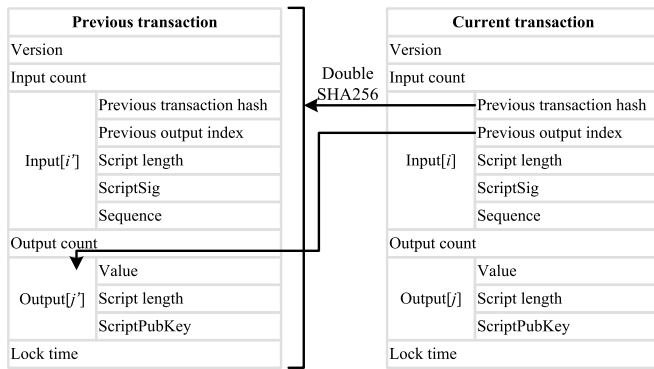 Previous transaction
Version
Input count
Input[i']
Previous transaction hash
Previous output index
Script length
ScriptSig
Sequence
Output count
Output[j']
Value
Script length
ScriptPubKey
Lock time
Double
SHA256
Current transaction
Version
Input count
Input[i]
Previous transaction hash
Previous output index
Script length
ScriptSig
Sequence
Output count
Output[j]
Value
Script length
ScriptPubKey
Lock time